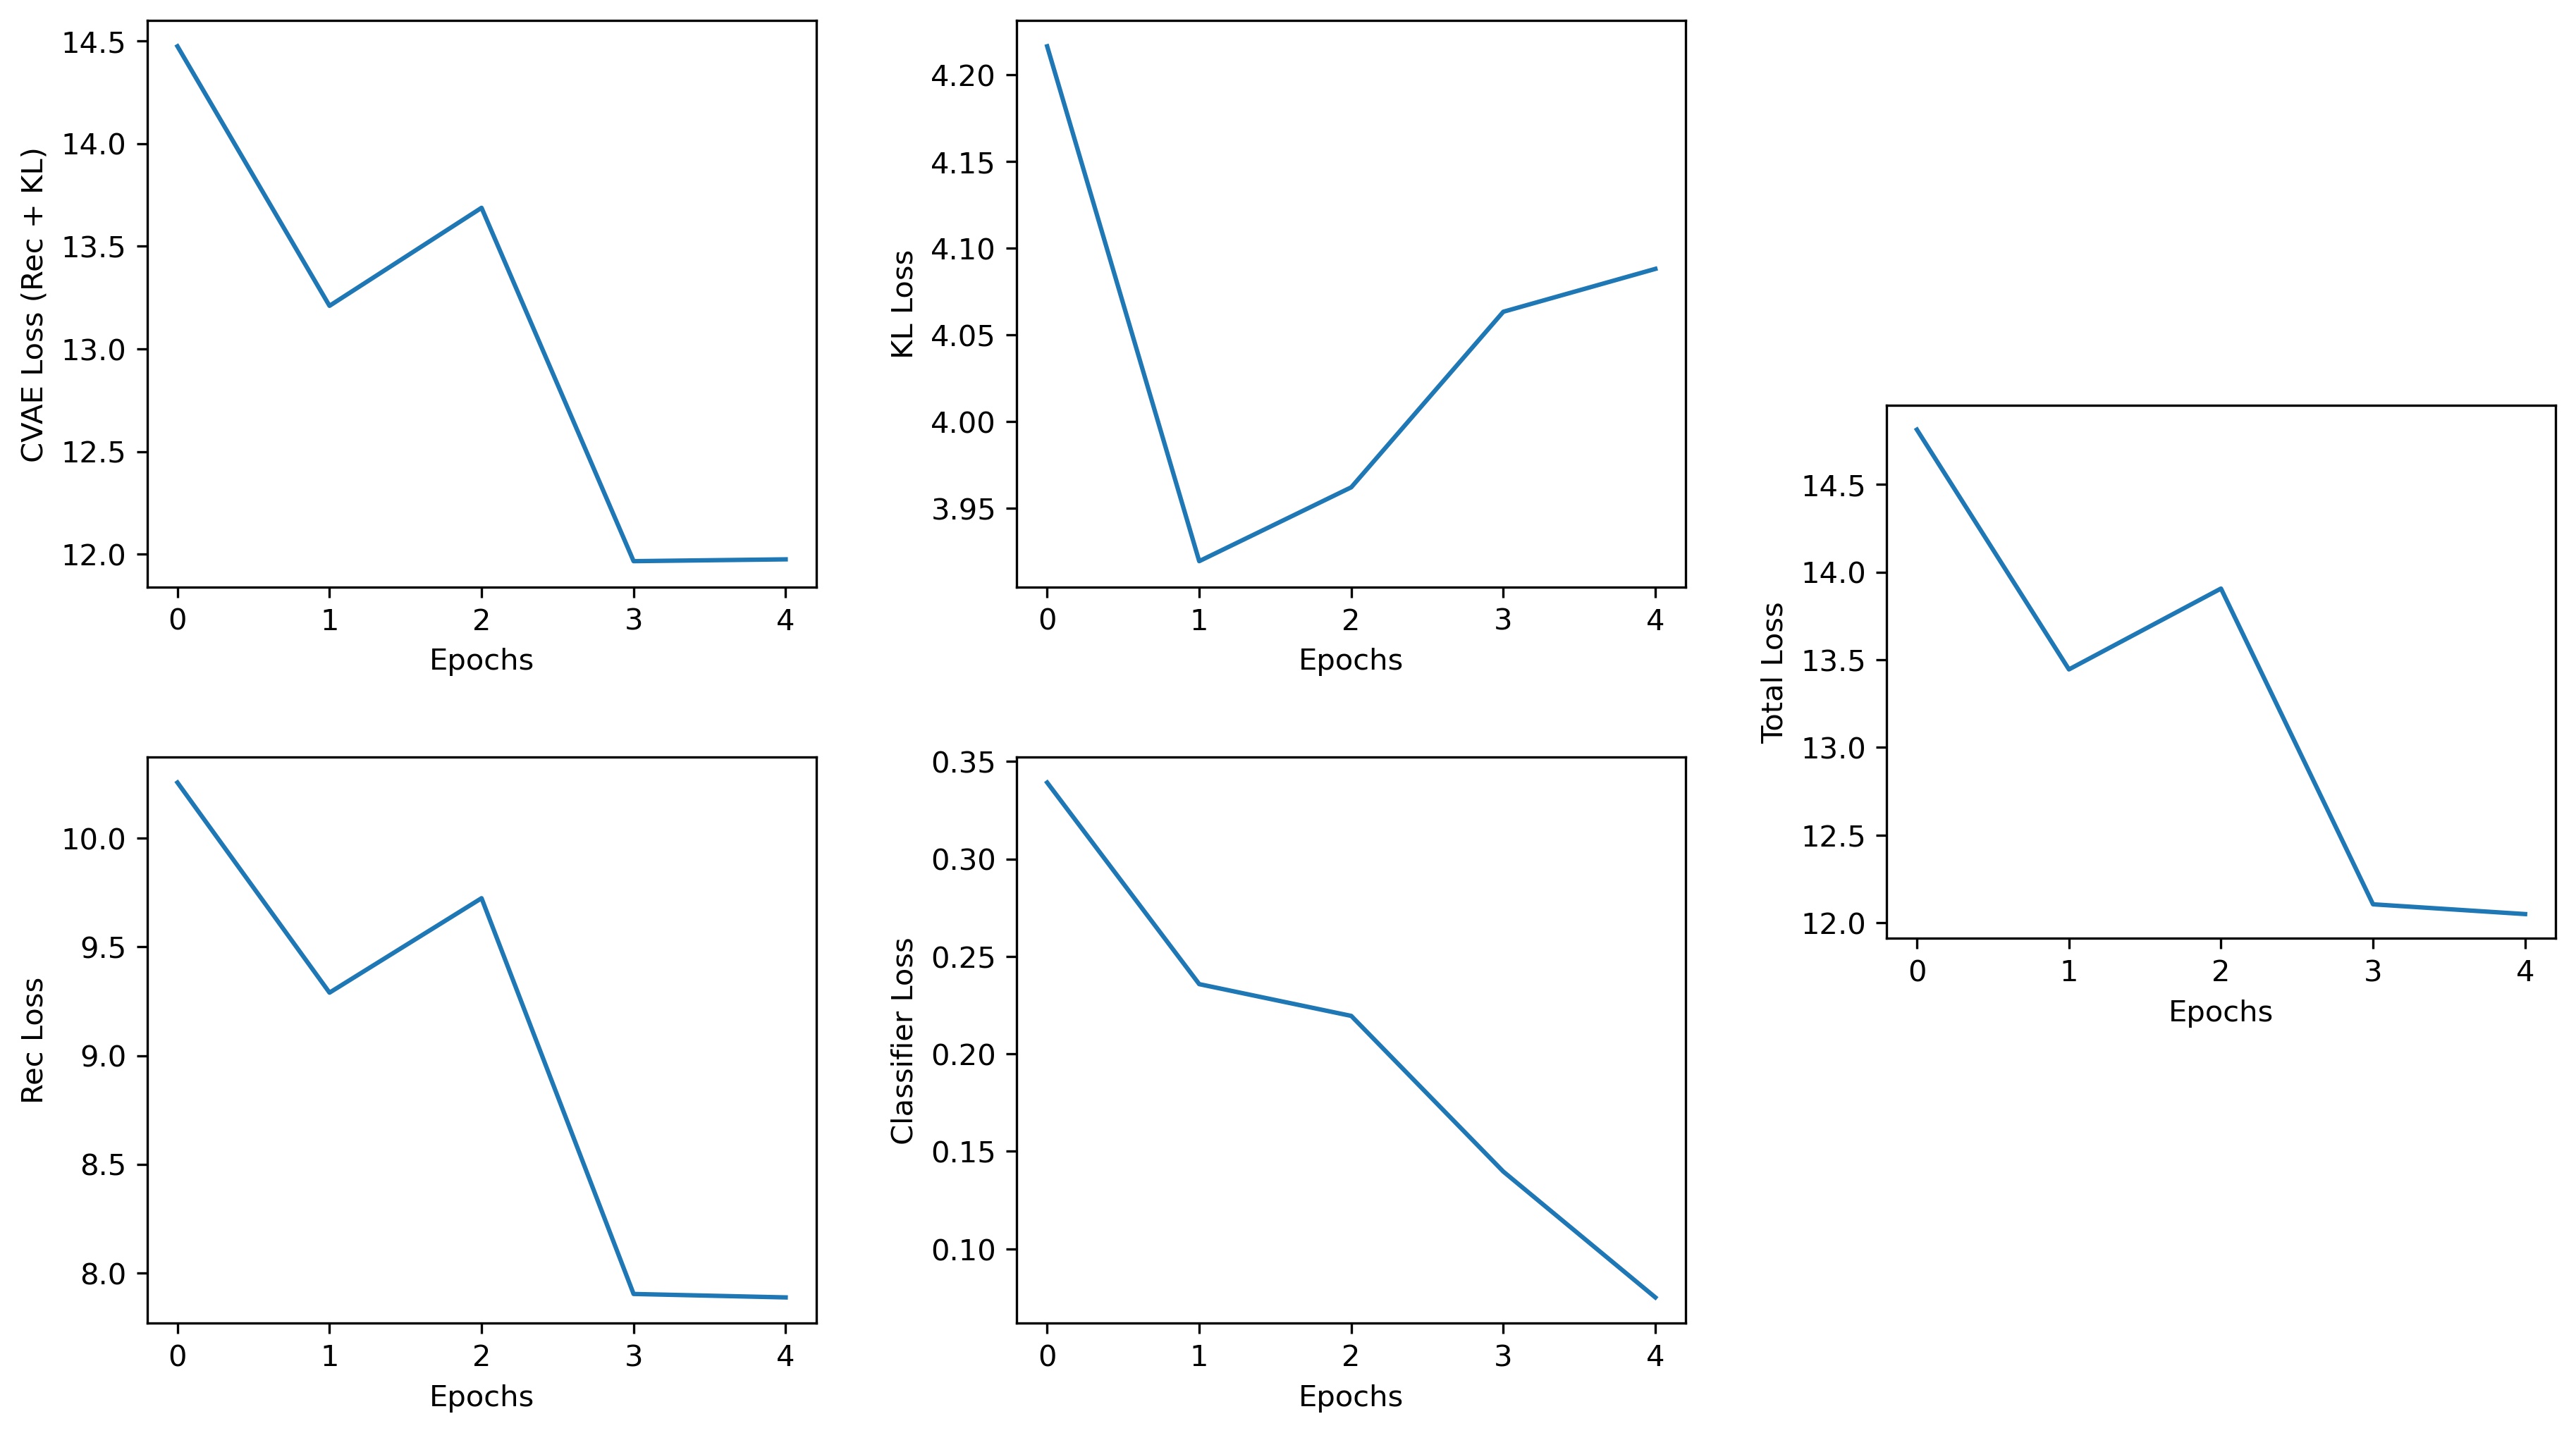 CVAE Loss (Rec + KL)
14.5
14.0
13.5
13.0
12.5
12.0
0 1 2 3 4
Epochs
KL Loss
4.20
4.15
4.10
4.05
4.00
3.95
0 1 2 3 4
Epochs
Rec Loss
10.0
9.5
9.0
8.5
8.0
0 1 2 3 4
Epochs
Classifier Loss
0.35
0.30
0.25
0.20
0.15
0.10
0 1 2 3 4
Epochs
Total Loss
14.5
14.0
13.5
13.0
12.5
12.0
0 1 2 3 4
Epochs